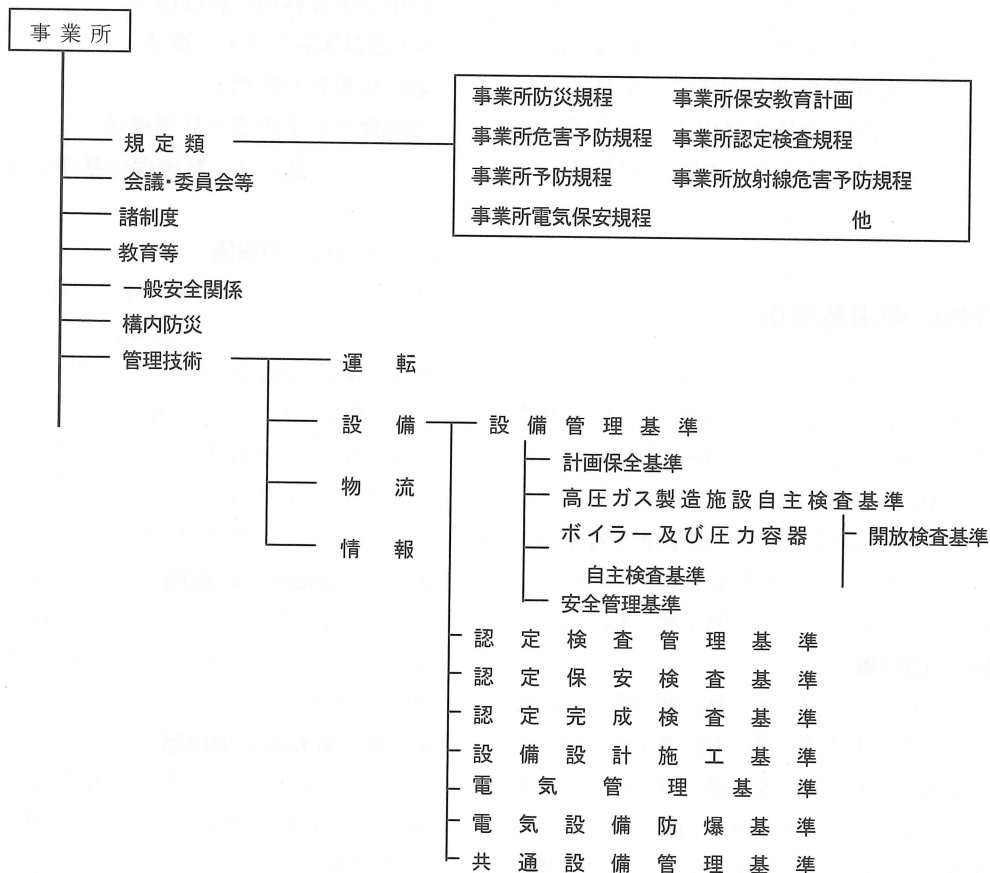 事業所
事業所防災規程 事業所保安教育計画
規定類
事業所危害予防規程 事業所認定検査規程
会議・委員会等
事業所予防規程 事業所放射線危害予防規程
諸制度
事業所電気保安規程 他
教育等
一般安全関係
構内防災
管理技術
運転
設備
設備管理基準
計画保全基準
物流
高圧ガス製造施設自主検査基準
ボイラー及び圧力容器
開放検査基準
情報
自主検査基準
安全管理基準
認定検査管理基準
認定保安検査基準
認定完成検査基準
設備設計施工基準
電気管理基準
電気設備防爆基準
共通設備管理基準